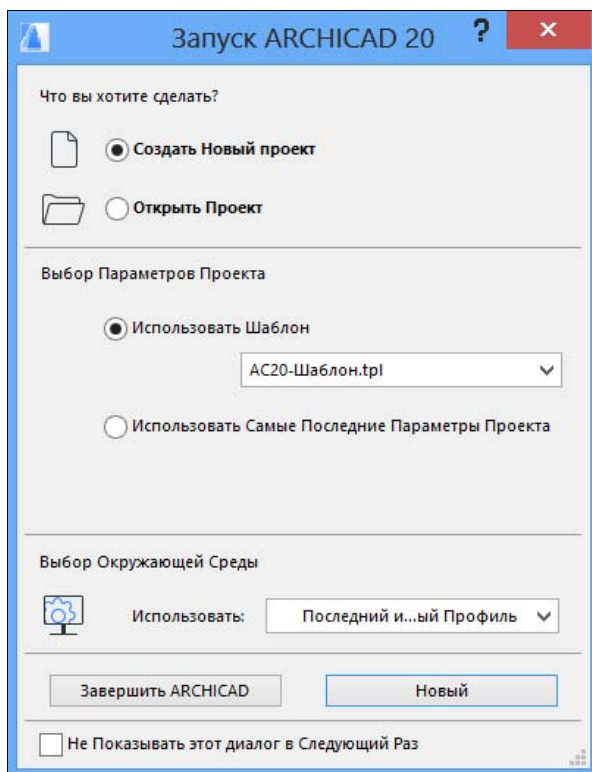 Запуск ARCHICAD 20 ?
Что вы хотите сделать?
Создать Новый проект
Открыть Проект
Выбор Параметров Проекта
Использовать Шаблон
AC20-Шаблон.tpl
Использовать Самые Последние Параметры Проекта
Выбор Окружающей Среды
Использовать: Последний и...ый Профиль
Завершить ARCHICAD Новый
Не Показывать этот диалог в Следующий Раз